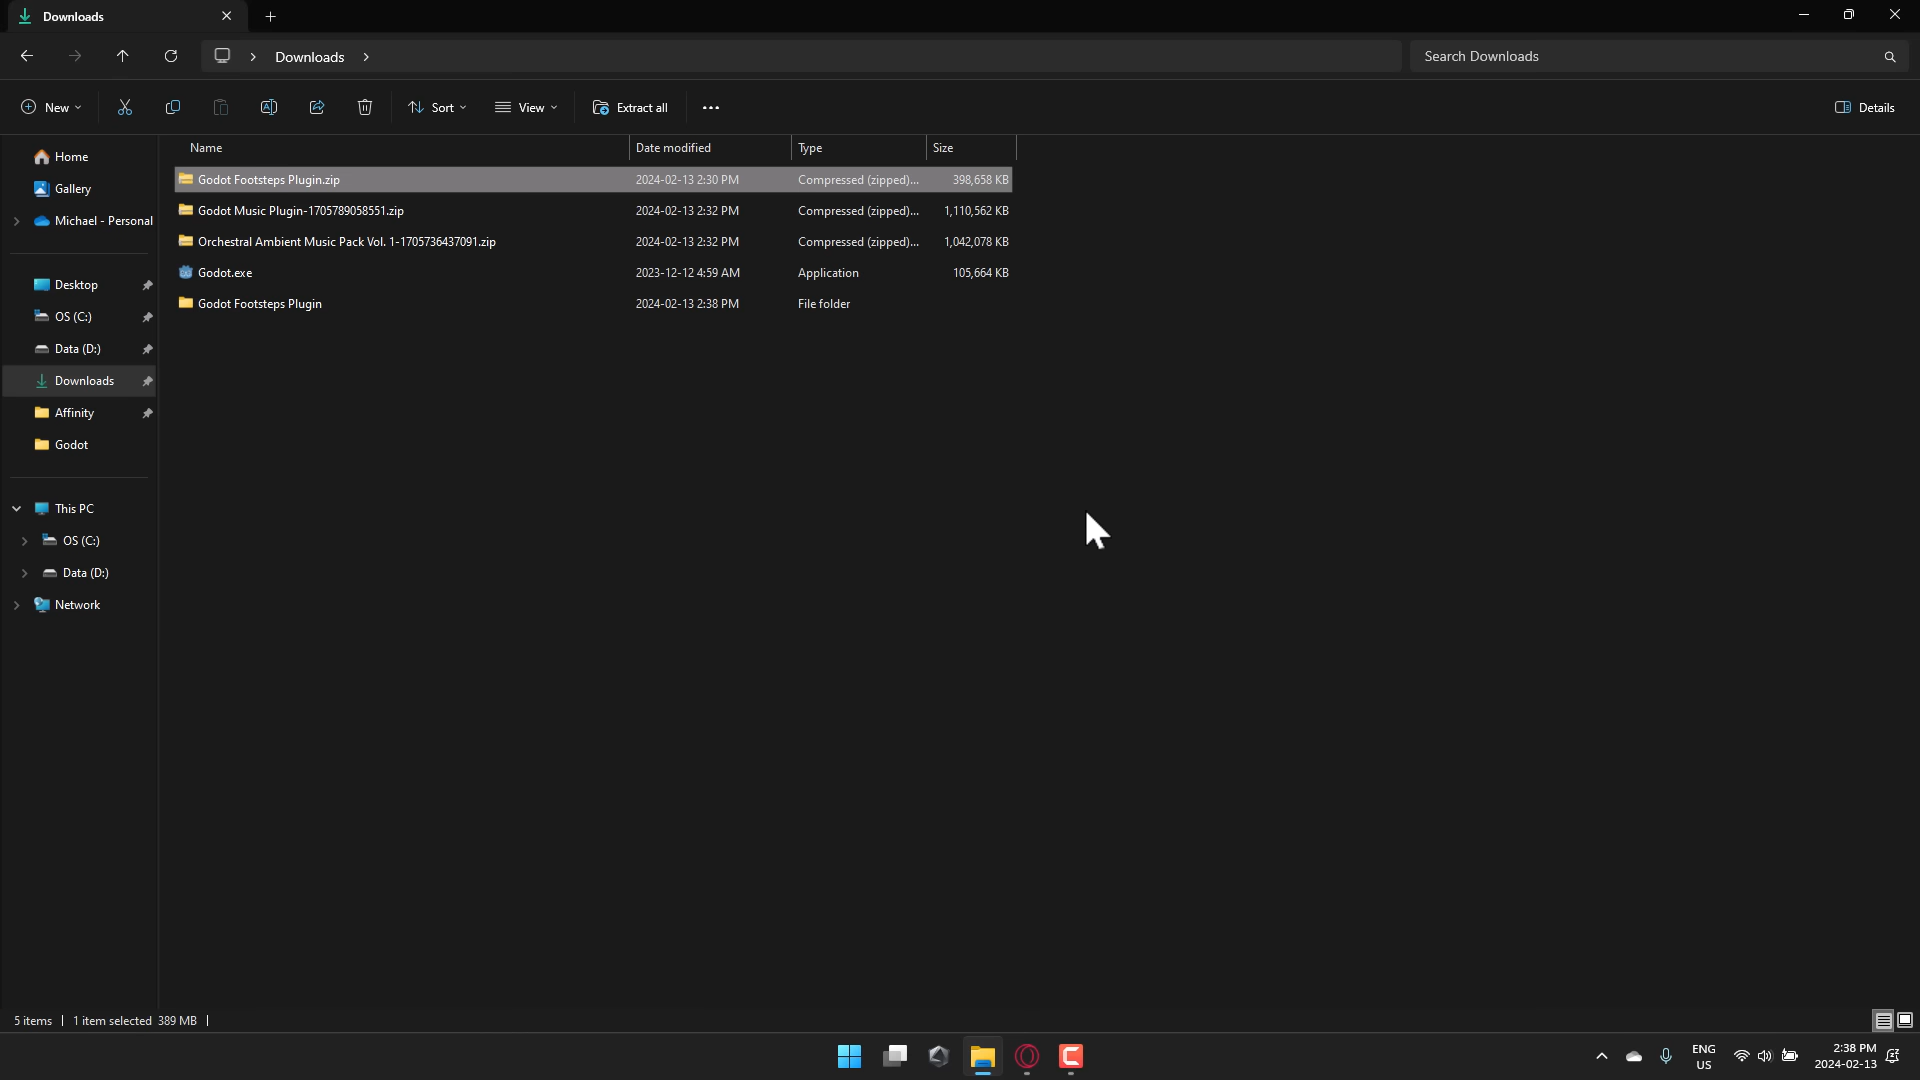 Downloads
Downloads
Search Downloads
New
Sort
View
Extract all
Details
Name Date modified Type Size
Home
Gallery
Michael - Personal
Desktop
OS (C:)
Data (D:)
Downloads
Affinity
Godot
This PC
OS (C:)
Data (D:)
Network
Godot Footsteps Plugin.zip 2024-02-13 2:30 PM Compressed (zipped)... 398,658 KB
Godot Music Plugin-1705789058551.zip 2024-02-13 2:32 PM Compressed (zipped)... 1,110,562 KB
Orchestral Ambient Music Pack Vol. 1-1705736437091.zip 2024-02-13 2:32 PM Compressed (zipped)... 1,042,078 KB
Godot.exe 2023-12-12 4:59 AM Application 105,664 KB
Godot Footsteps Plugin 2024-02-13 2:38 PM File folder
5 items 1 item selected 389 MB
ENG
US
2:38 PM
2024-02-13